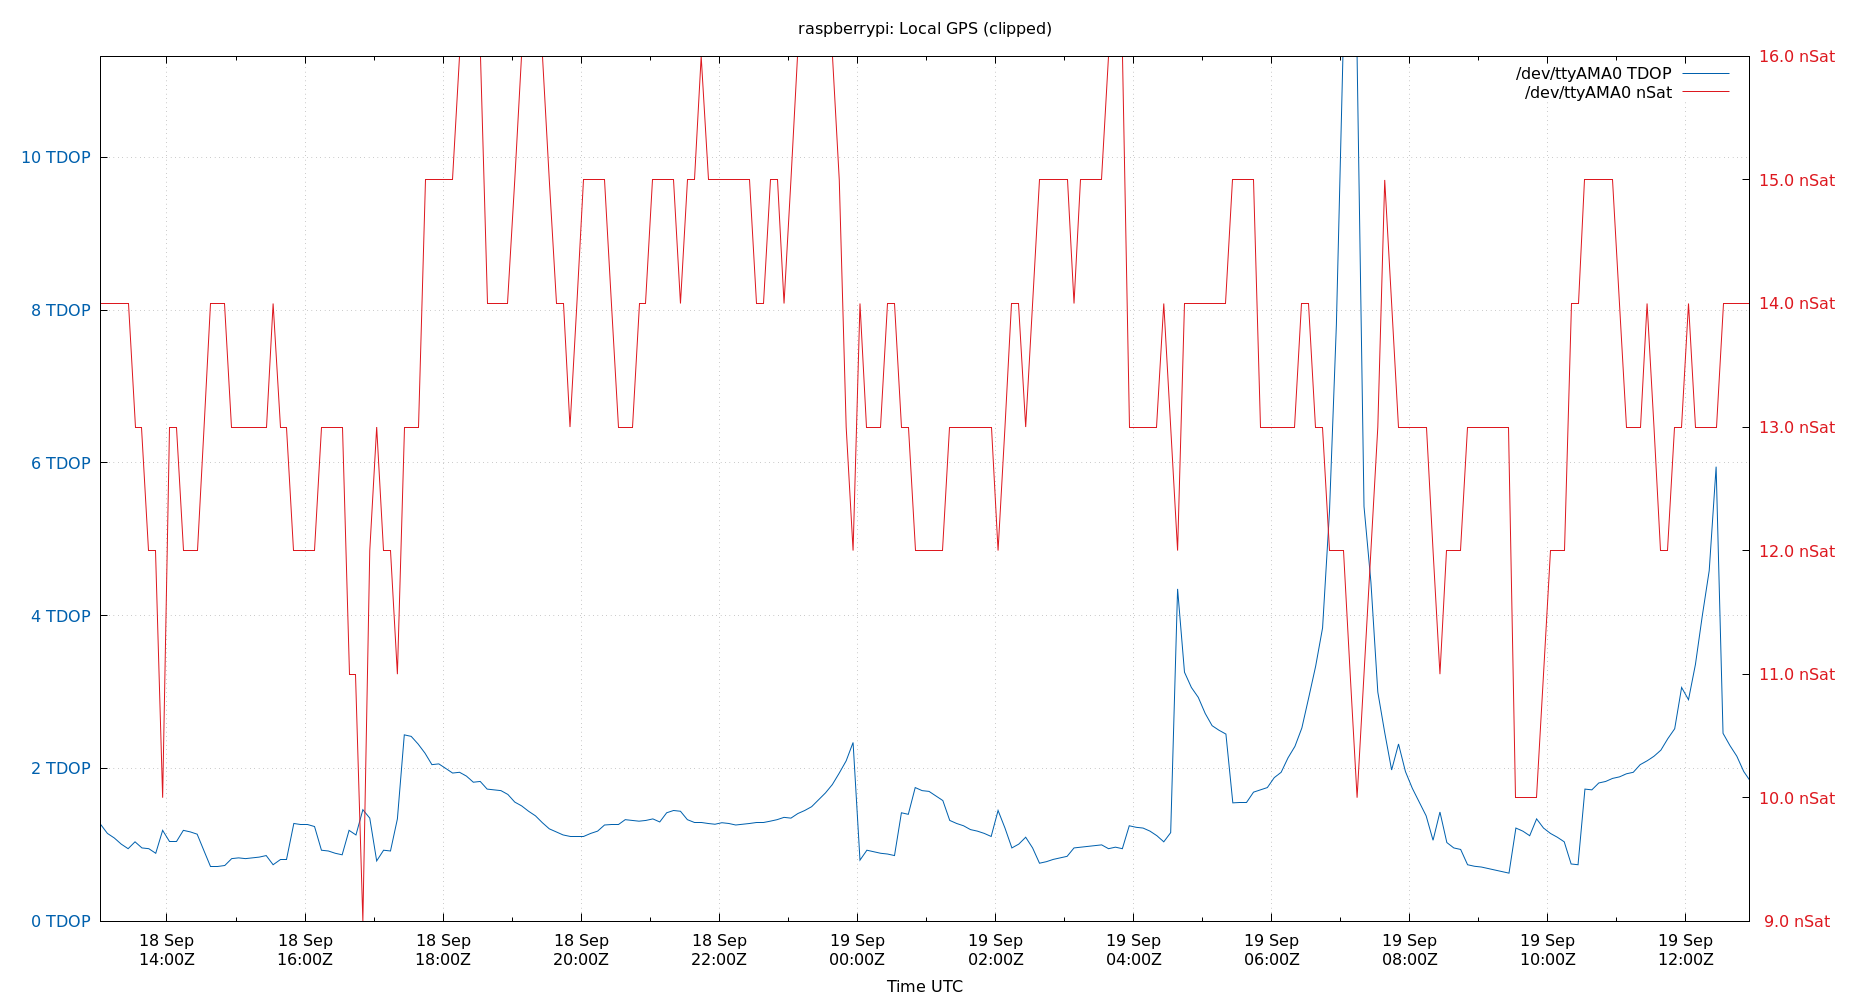 raspberrypi: Local GPS (clipped)
/dev/ttyAMA0 TDOP
/dev/ttyAMA0 nSat
10 TDOP
8 TDOP
6 TDOP
4 TDOP
2 TDOP
0 TDOP
16.0 nSat
15.0 nSat
14.0 nSat
13.0 nSat
12.0 nSat
11.0 nSat
10.0 nSat
9.0 nSat
18 Sep
14:00Z
18 Sep
16:00Z
18 Sep
18:00Z
18 Sep
20:00Z
18 Sep
22:00Z
19 Sep
00:00Z
19 Sep
02:00Z
19 Sep
04:00Z
19 Sep
06:00Z
19 Sep
08:00Z
19 Sep
10:00Z
19 Sep
12:00Z
Time UTC